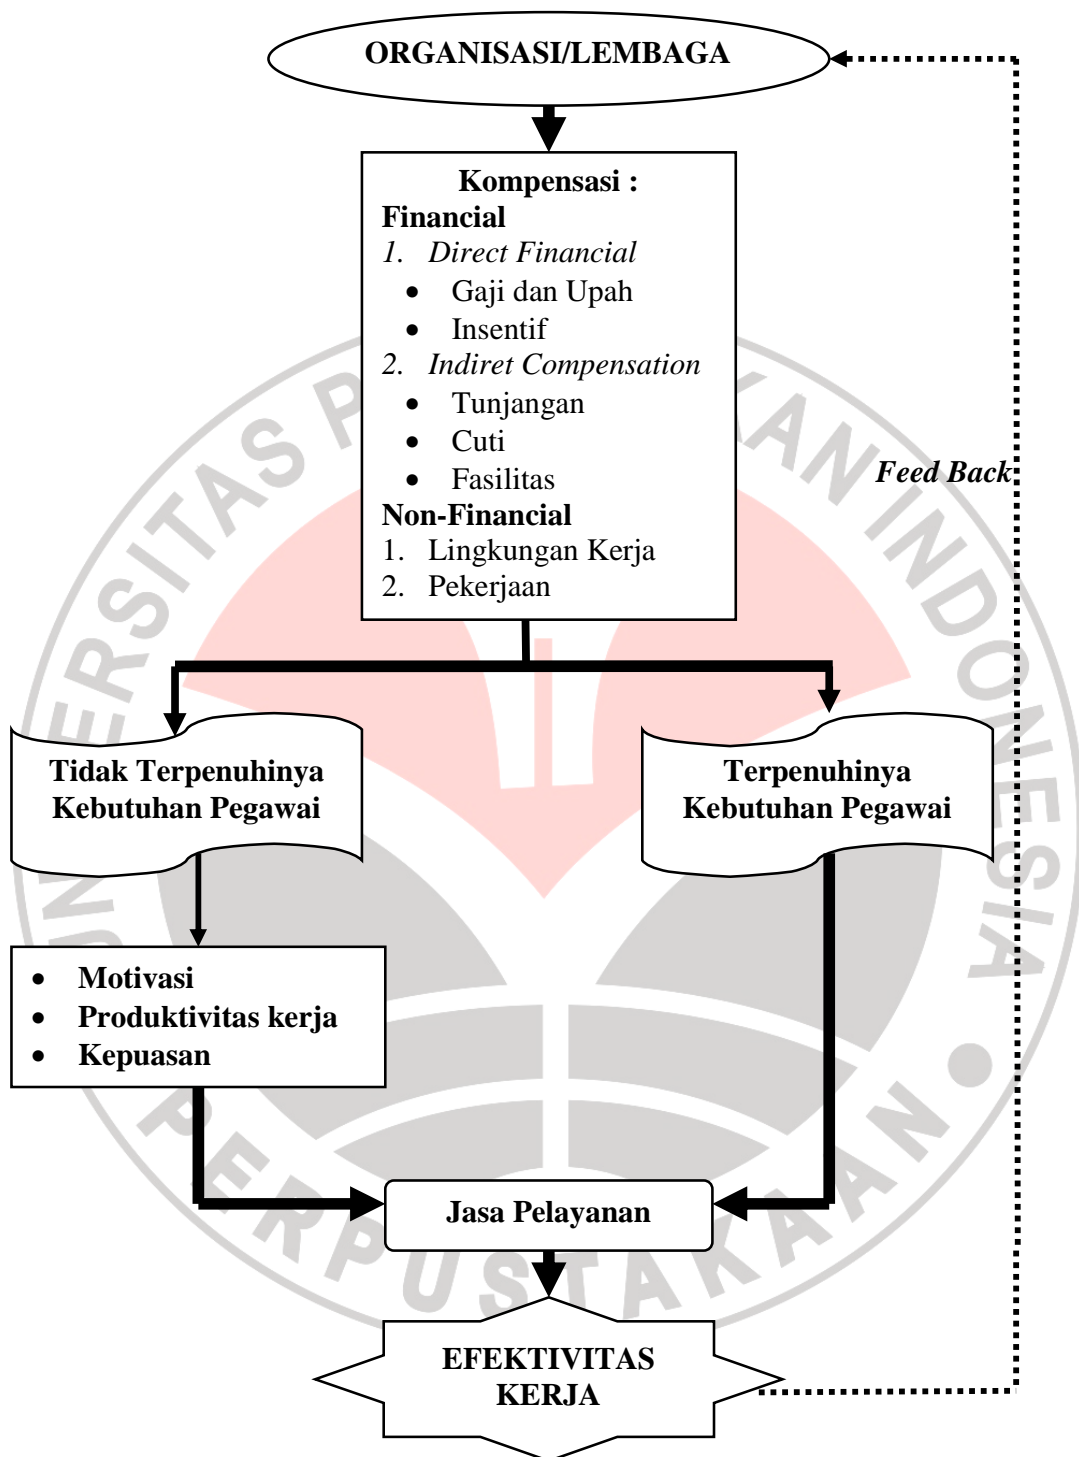 ORGANISASI/LEMBAGA
Kompensasi :
Financial
1. Direct Financial
• Gaji dan Upah
• Insentif
2. Indiret Compensation
• Tunjangan
• Cuti
• Fasilitas
Non-Financial
1. Lingkungan Kerja
2. Pekerjaan
Feed Back
Tidak Terpenuhinya
Kebutuhan Pegawai
Terpenuhinya
Kebutuhan Pegawai
• Motivasi
• Produktivitas kerja
• Kepuasan
Jasa Pelayanan
EFEKTIVITAS
KERJA
INDONESIA
PERPUSTAKAAN